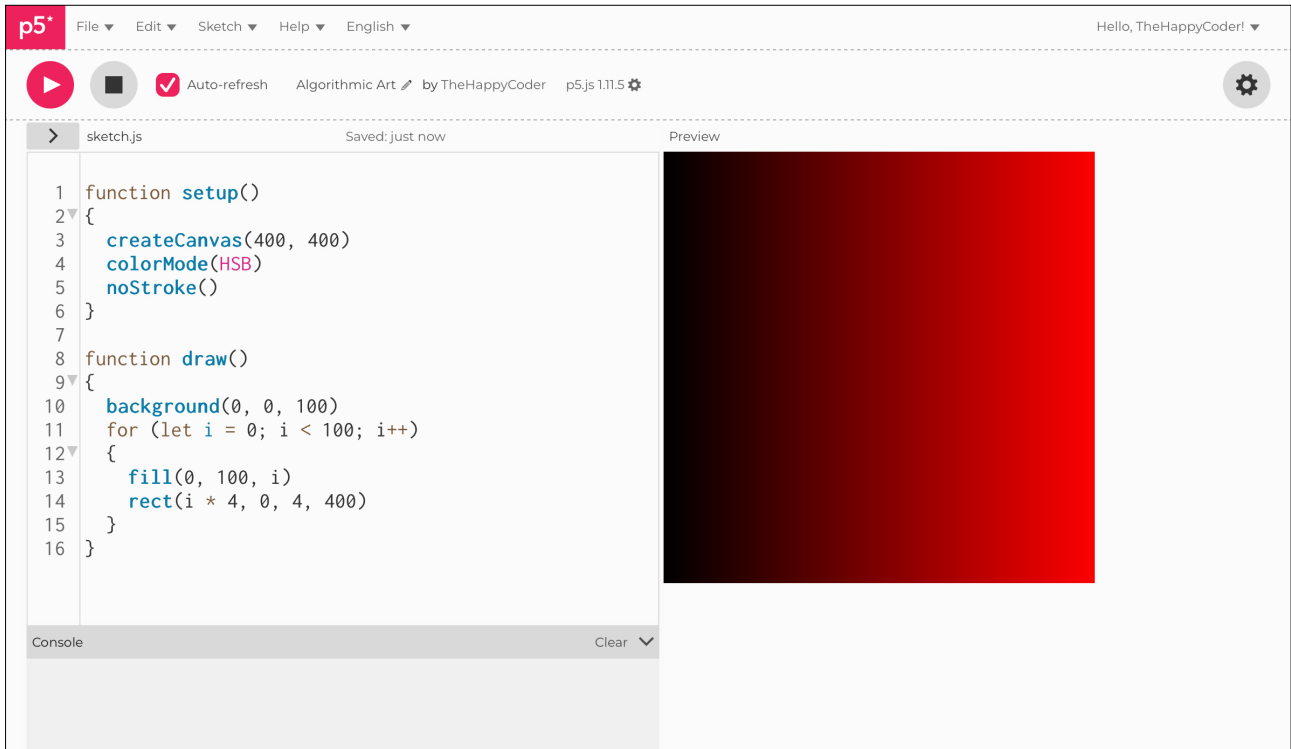 p5* File Edit Sketch Help English Hello, TheHappyCoder!
Auto-refresh Algorithmic Art by TheHappyCoder p5.js 1.11.5
sketch.js Saved: just now Preview
1 function setup()
2 {
3 createCanvas(400, 400)
4 colorMode(HSB)
5 noStroke()
6 }
7
8 function draw()
9 {
10 background(0, 0, 100)
11 for (let i = 0; i < 100; i++)
12 {
13 fill(0, 100, i)
14 rect(i * 4, 0, 4, 400)
15 }
16 }
Console Clear